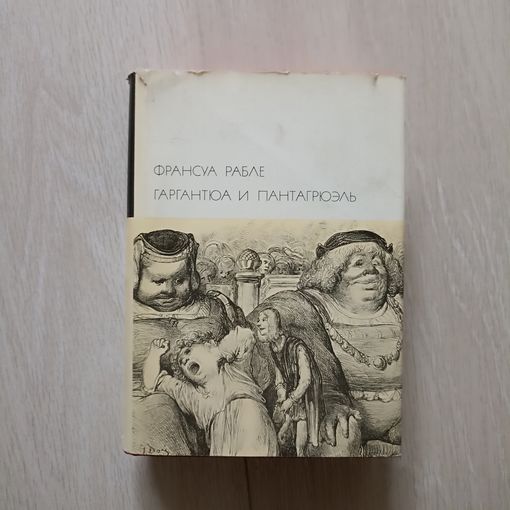 ФРАНСУА РАБЛЕ
ГАРГАНТЮА И ПАНТАГРЮЭЛЬ